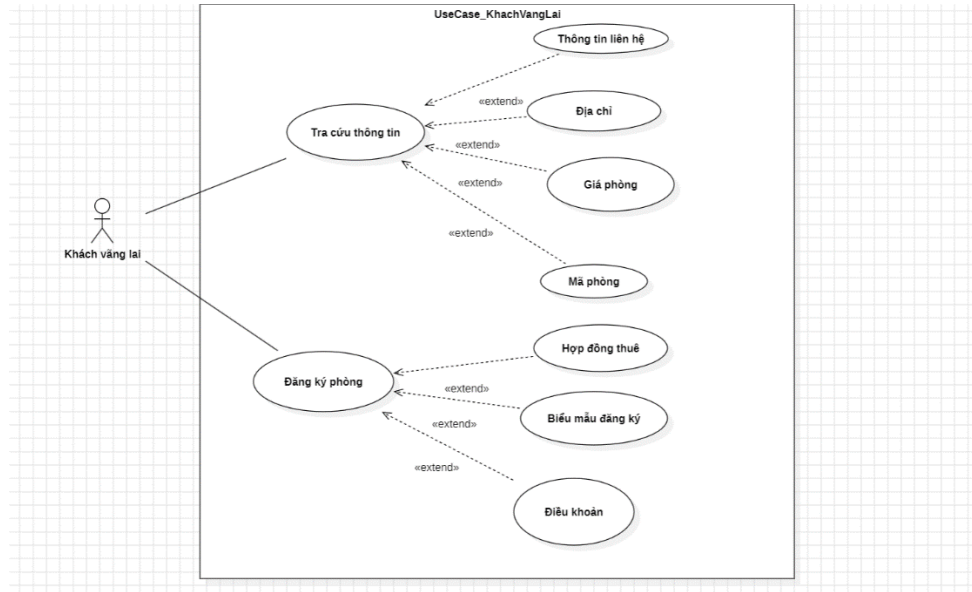 UseCase_KhachVangLai
Thông tin liên hệ
«extend»
Địa chỉ
Tra cứu thông tin
«extend»
Giá phòng
«extend»
«extend»
Khách vãng lai
Mã phòng
Hợp đồng thuê
Đăng ký phòng
«extend»
Biểu mẫu đăng ký
«extend»
«extend»
Điều khoản